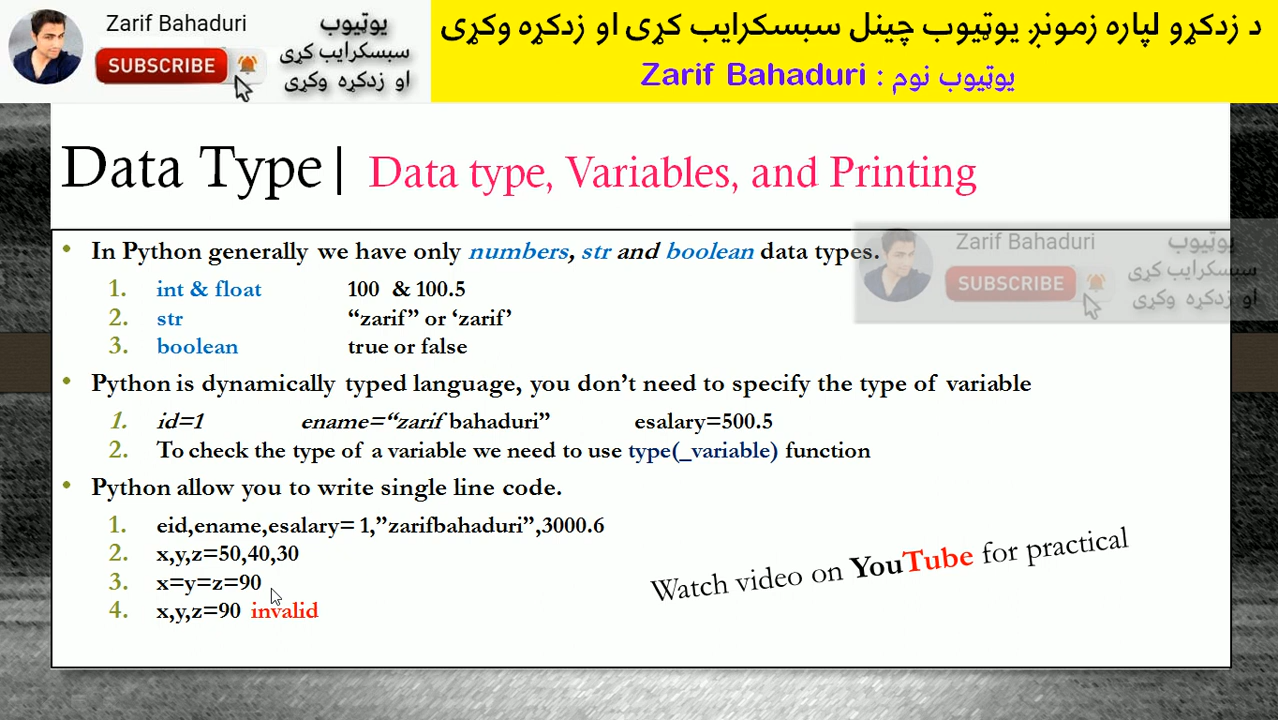 Zarif Bahaduri
SUBSCRIBE
یوټیوب
سبسکرایب کړی
او زدکړه وکړی
د زدکړو لپاره زمونږ یوټیوب چینل سبسکرایب کړی او زدکړه وکړی
یوټیوب نوم : Zarif Bahaduri
Data Type| Data type, Variables, and Printing
• In Python generally we have only numbers, str and boolean data types.
1. int & float 100 & 100.5
2. str “zarif” or ‘zarif’
3. boolean true or false
Zarif Bahaduri
SUBSCRIBE
یوټیوب
سبسکرایب کړی
او زدکړه وکړی
• Python is dynamically typed language, you don’t need to specify the type of variable
1. id=1 ename=“zarif bahaduri” esalary=500.5
2. To check the type of a variable we need to use type(_variable) function
• Python allow you to write single line code.
1. eid,ename,esalary= 1,”zarifbahaduri”,3000.6
2. x,y,z=50,40,30
3. x=y=z=90
4. x,y,z=90 invalid
Watch video on YouTube for practical